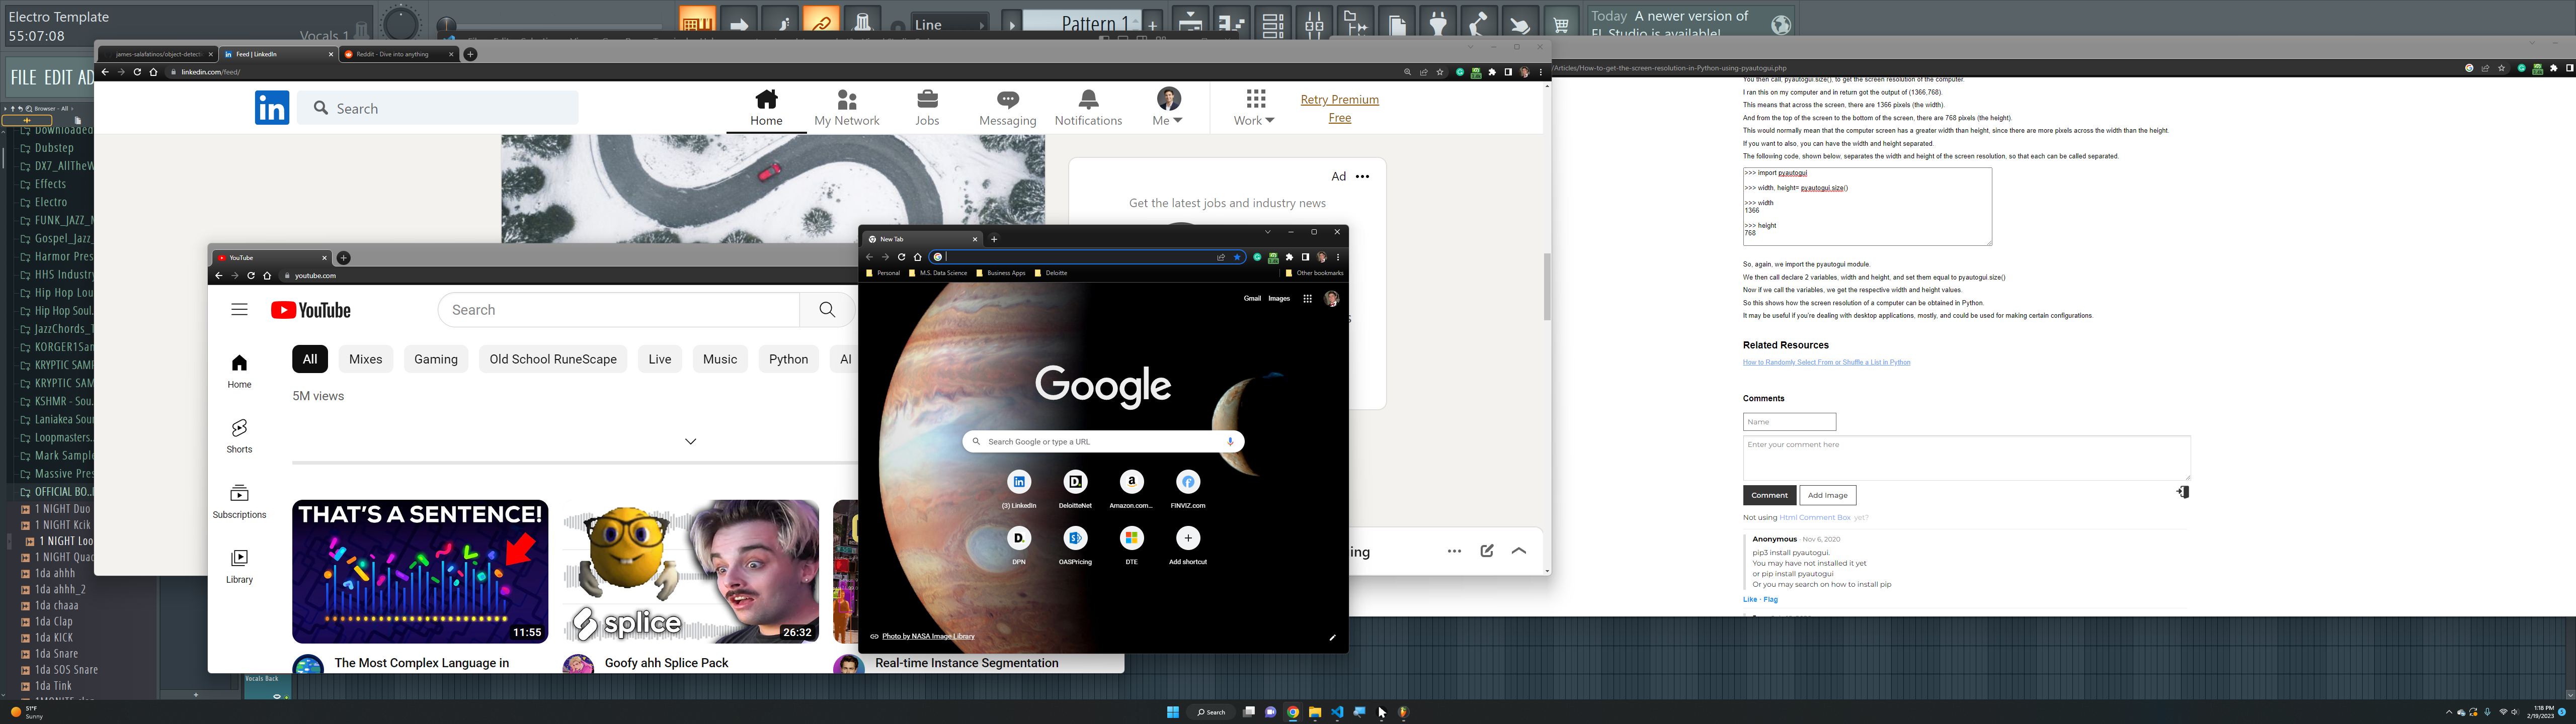 Electro Template
55:07:08
Vocals 1
Line
Pattern 1
Today A newer version of
FL Studio is available!
FILE EDIT AD
Browser - All
Downloaded
Dubstep
DX7_AllTheW
Effects
Electro
FUNK_JAZZ_
Gospel_Jazz_
Harmor Pres
HHS Industry
Hip Hop Lou
Hip Hop Soul
JazzChords_
KORGER1San
KRYPTIC SAMP
KRYPTIC SAM
KSHMR - Sou..
Laniakea Sour
Loopmasters..
Mark Sample
Massive Pres
OFFICIAL BO..
1 NIGHT Duo
1 NIGHT Kcik
1 NIGHT Loo
1 NIGHT Quad
1da ahhh
1da ahhh_2
1da chaaa
1da Clap
1da KICK
1da Snare
1da SOS Snare
1da Tink
Vocals Back
james-salafatinos/object-detect
Feed | LinkedIn
Reddit - Dive into anything
linkedin.com/feed/
in
Search
Home
My Network
Jobs
Messaging
Notifications
Me
Work
Retry Premium
Free
Ad
Get the latest jobs and industry news
ing
YouTube
youtube.com
YouTube
Search
All
Mixes
Gaming
Old School RuneScape
Live
Music
Python
AI
Home
Shorts
Subscriptions
Library
5M views
THAT'S A SENTENCE!
11:55
splice
26:32
The Most Complex Language in
Goofy ahh Splice Pack
Real-time Instance Segmentation
New Tab
Personal
M.S. Data Science
Business Apps
Deloitte
Other bookmarks
Gmail
Images
Google
Search Google or type a URL
(3) LinkedIn
DeloitteNet
Amazon.com...
FINVIZ.com
DPN
OASPricing
DTE
Add shortcut
Photo by NASA Image Library
/Articles/How-to-get-the-screen-resolution-in-Python-using-pyautogui.php
You then call, pyautogui.size(), to get the screen resolution of the computer.
I ran this on my computer and in return got the output of (1366,768).
This means that across the screen, there are 1366 pixels (the width).
And from the top of the screen to the bottom of the screen, there are 768 pixels (the height).
This would normally mean that the computer screen has a greater width than height, since there are more pixels across the width than the height.
If you want to also, you can have the width and height separated.
The following code, shown below, separates the width and height of the screen resolution, so that each can be called separated.
>>> import pyautogui
>>> width, height= pyautogui.size()
>>> width
1366
>>> height
768
So, again, we import the pyautogui module.
We then call declare 2 variables, width and height, and set them equal to pyautogui.size()
Now if we call the variables, we get the respective width and height values.
So this shows how the screen resolution of a computer can be obtained in Python.
It may be useful if you're dealing with desktop applications, mostly, and could be used for making certain configurations.
Related Resources
How to Randomly Select From or Shuffle a List in Python
Comments
Name
Enter your comment here
Comment
Add Image
Not using Html Comment Box yet?
Anonymous · Nov 6, 2020
pip3 install pyautogui.
You may have not installed it yet
or pip install pyautogui
Or you may search on how to install pip
Like · Flag
51°F
Sunny
Search
1:18 PM
2/19/2023